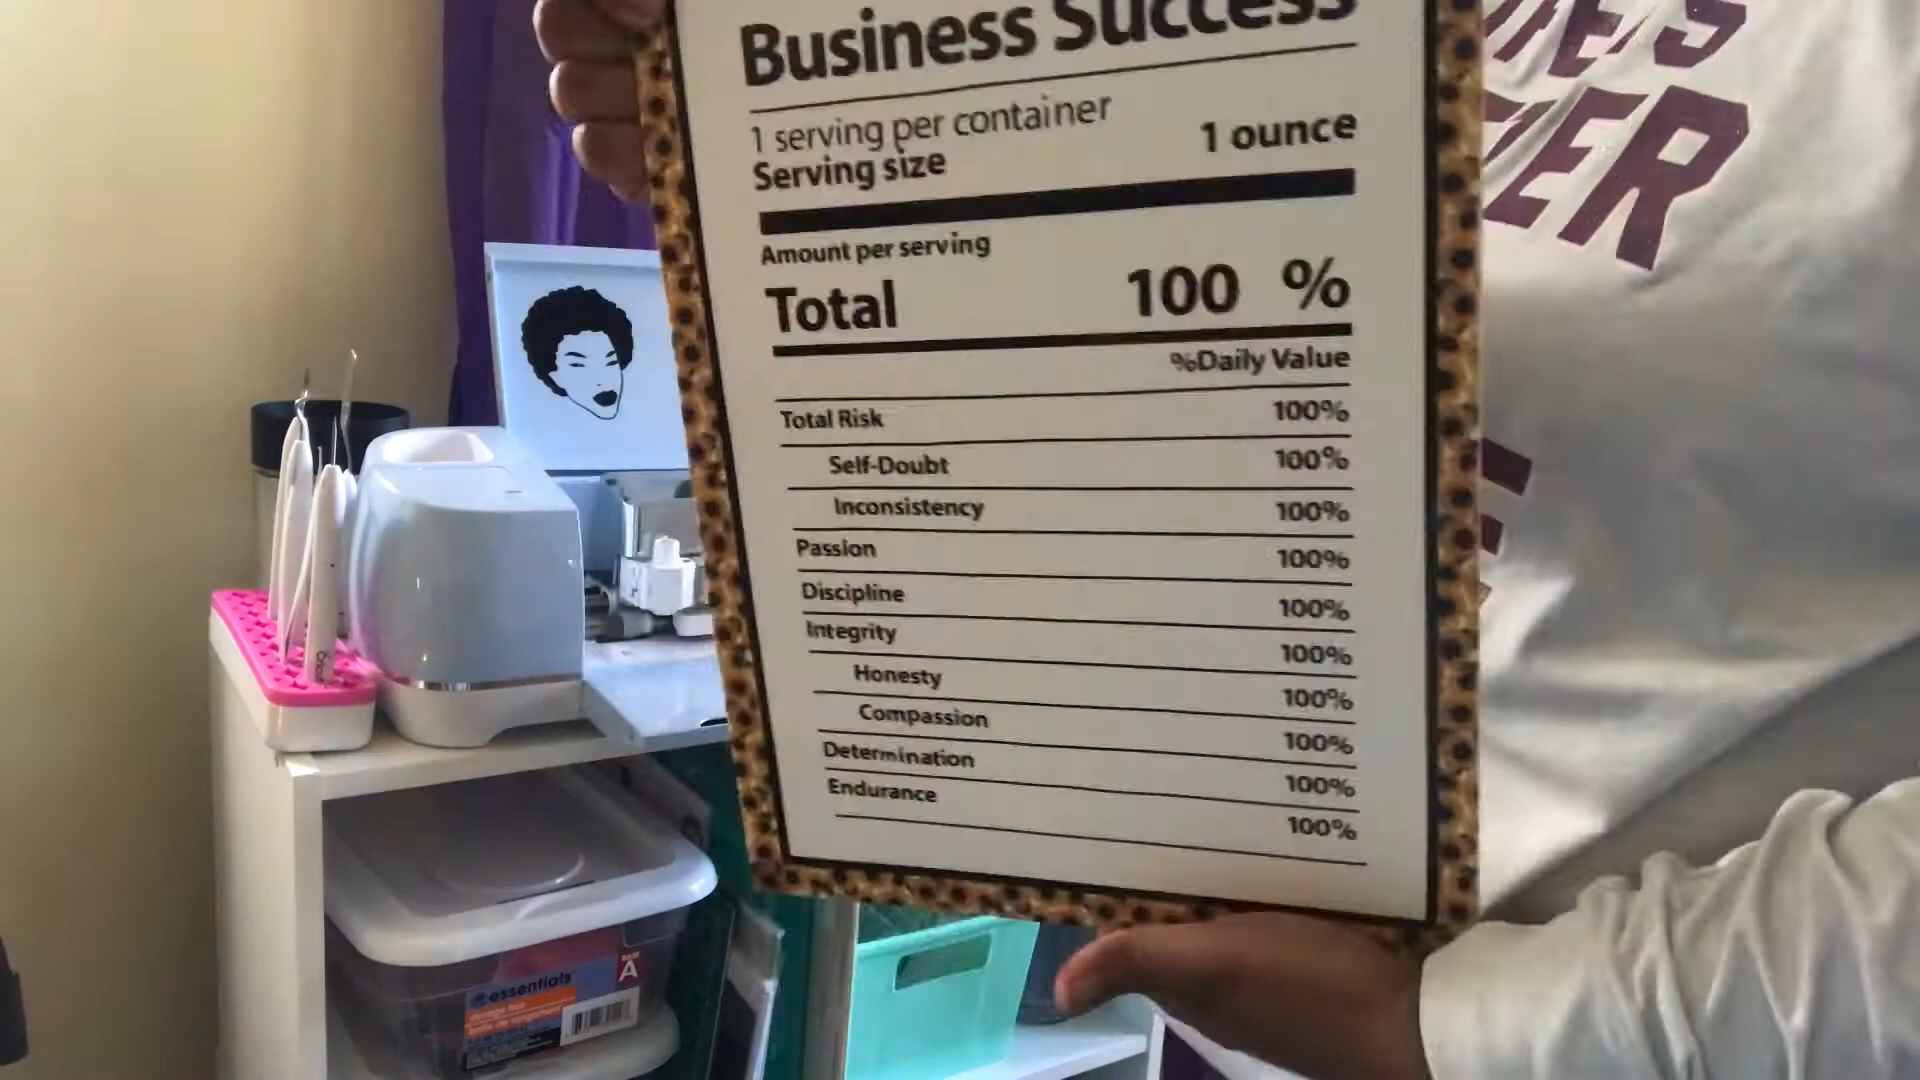 Business Success
1 serving per container
Serving size 1 ounce
Amount per serving
Total 100 %
%Daily Value
Total Risk 100%
Self-Doubt 100%
Inconsistency 100%
Passion 100%
Discipline 100%
Integrity 100%
Honesty 100%
Compassion 100%
Determination 100%
Endurance 100%
Cricut
essentials
A